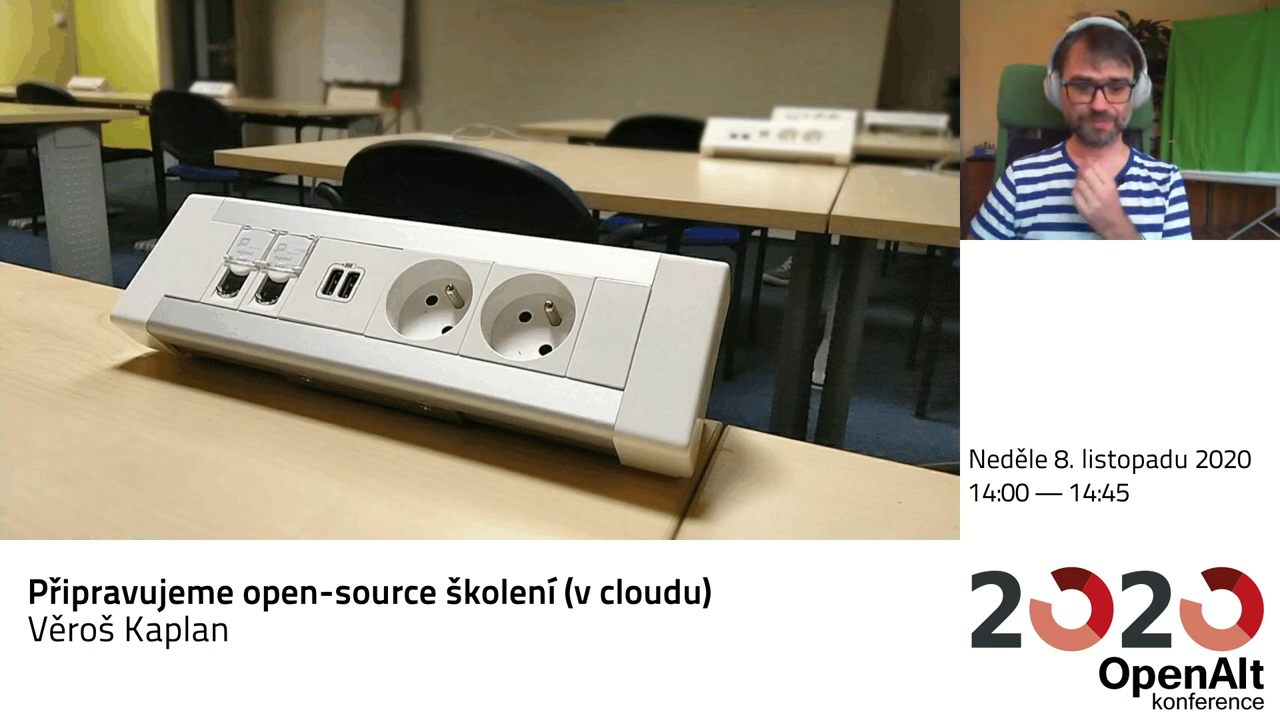 Neděle 8. listopadu 2020
14:00 — 14:45
Připravujeme open-source školení (v cloudu)
Věroš Kaplan
2020
OpenAlt
konference